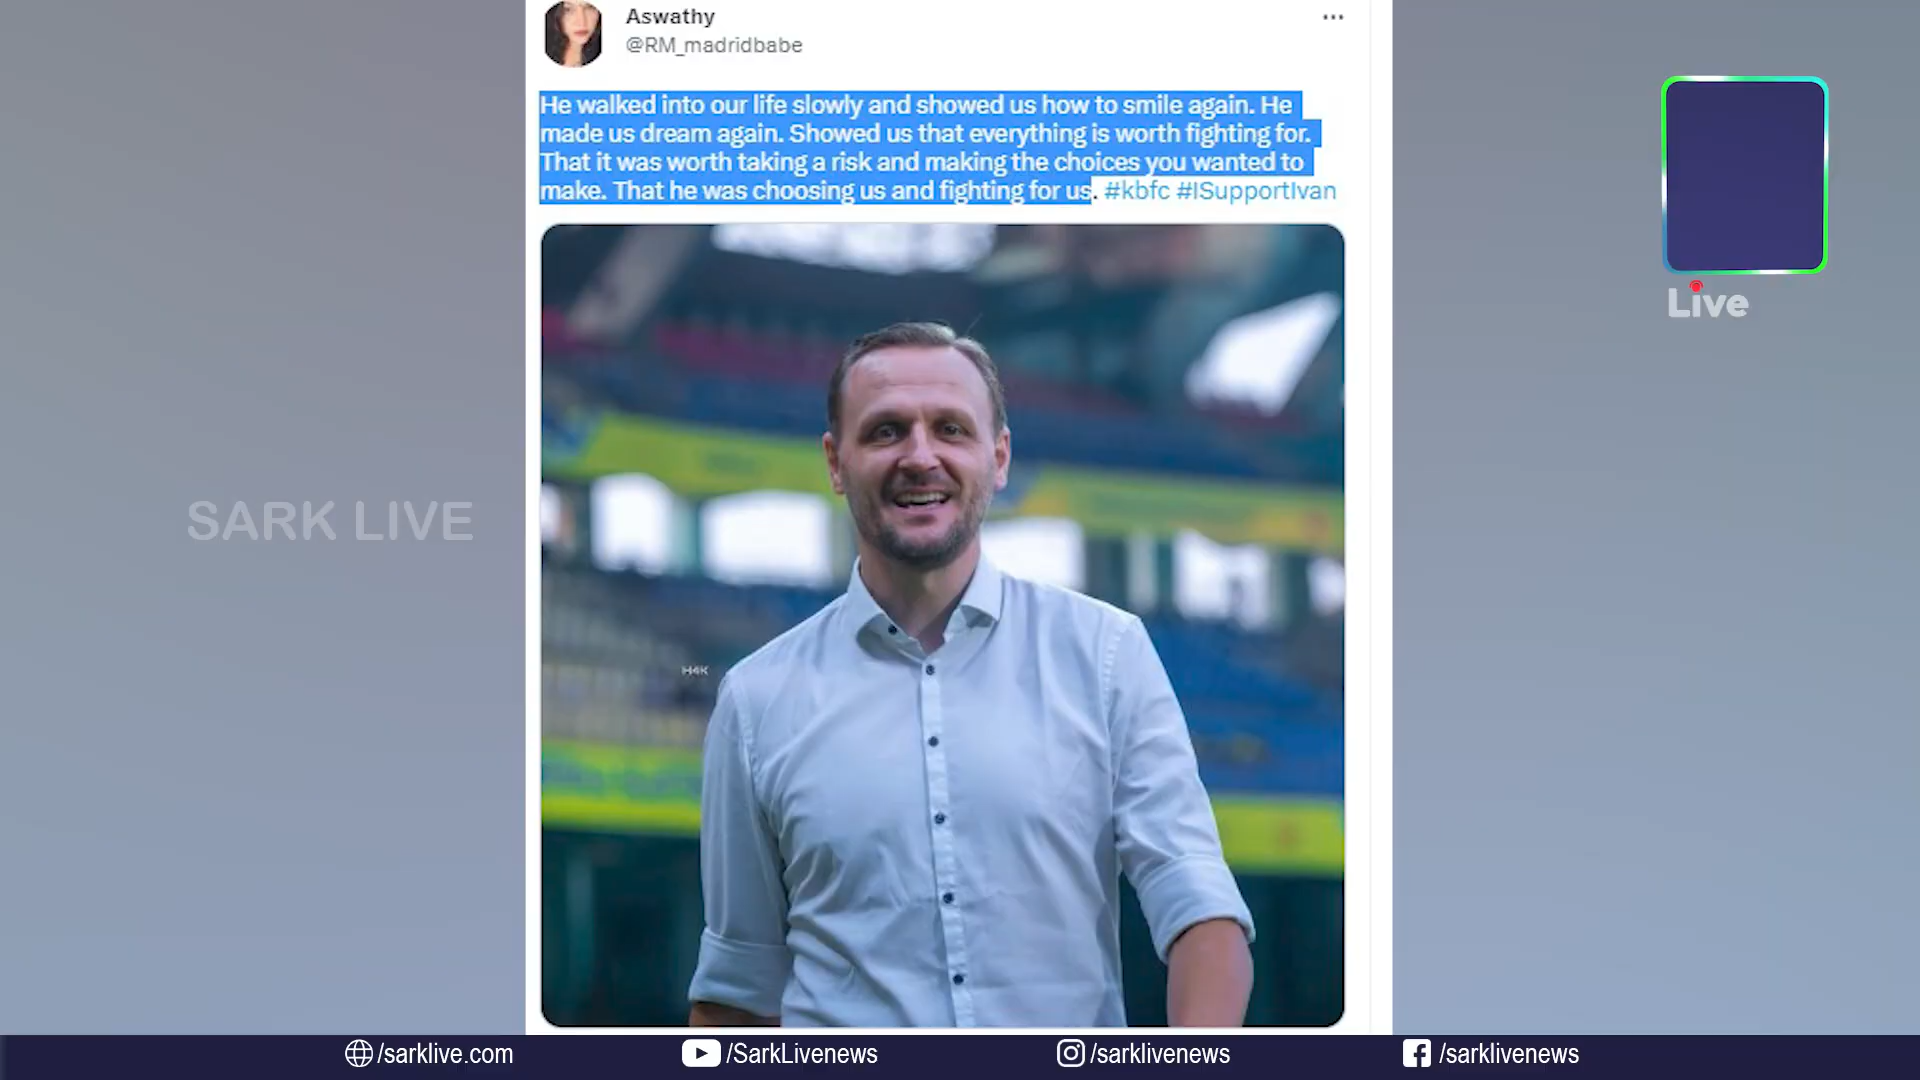 Aswathy
@RM_madridbabe
He walked into our life slowly and showed us how to smile again. He
made us dream again. Showed us that everything is worth fighting for.
That it was worth taking a risk and making the choices you wanted to
make. That he was choosing us and fighting for us. #kbfc #ISupportIvan
Live
SARK LIVE
H4K
/sarklive.com
/SarkLivenews
/sarklivenews
/sarklivenews